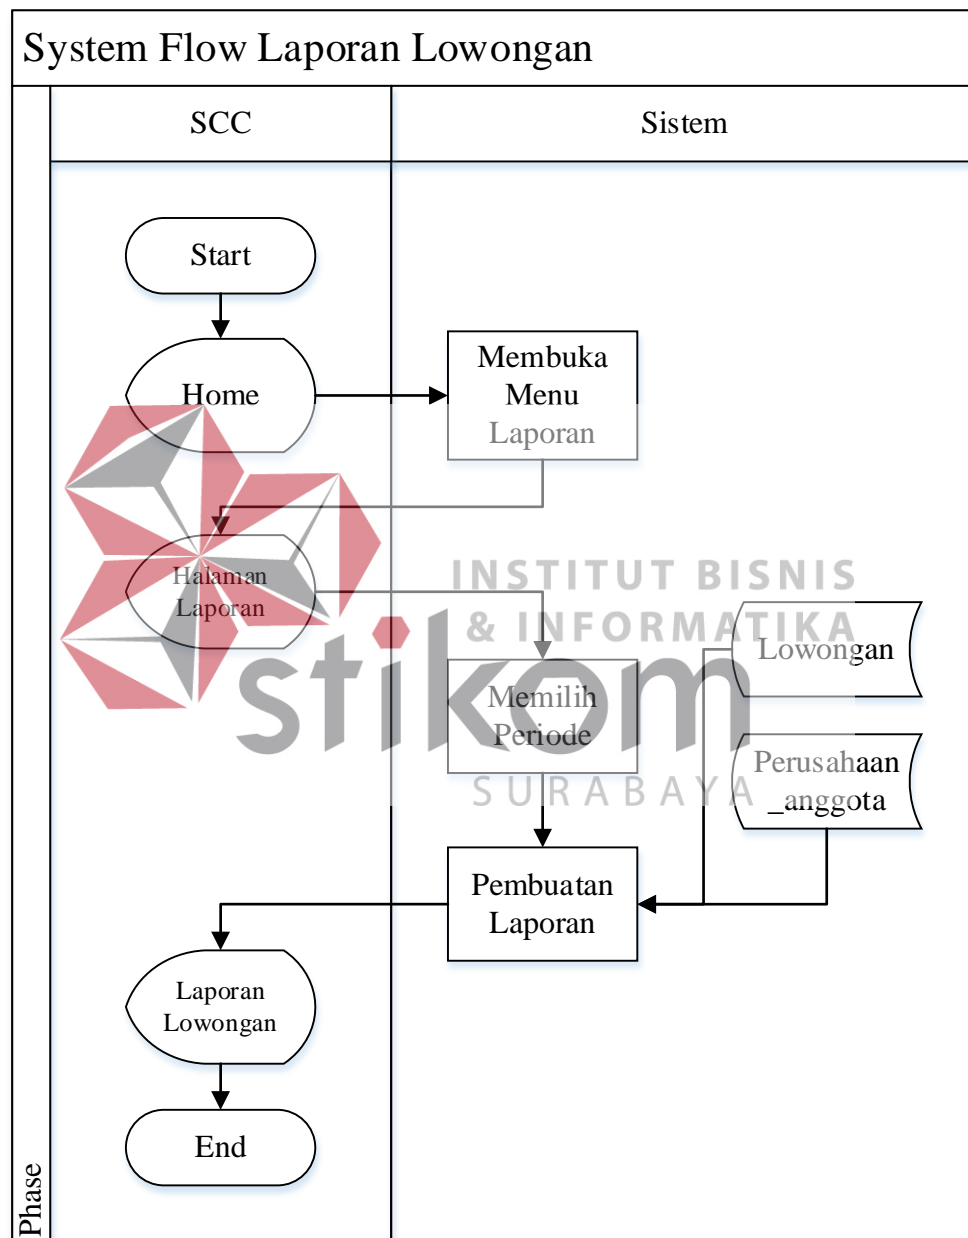 System Flow Laporan Lowongan
SCC
Sistem
Start
Home
Membuka
Menu
Laporan
Halaman
Laporan
INSTITUT BISNIS
& INFORMATIKA
stikom
SURABAYA
Lowongan
Memilih
Periode
Perusahaan
_anggota
Pembuatan
Laporan
Laporan
Lowongan
End
Phase